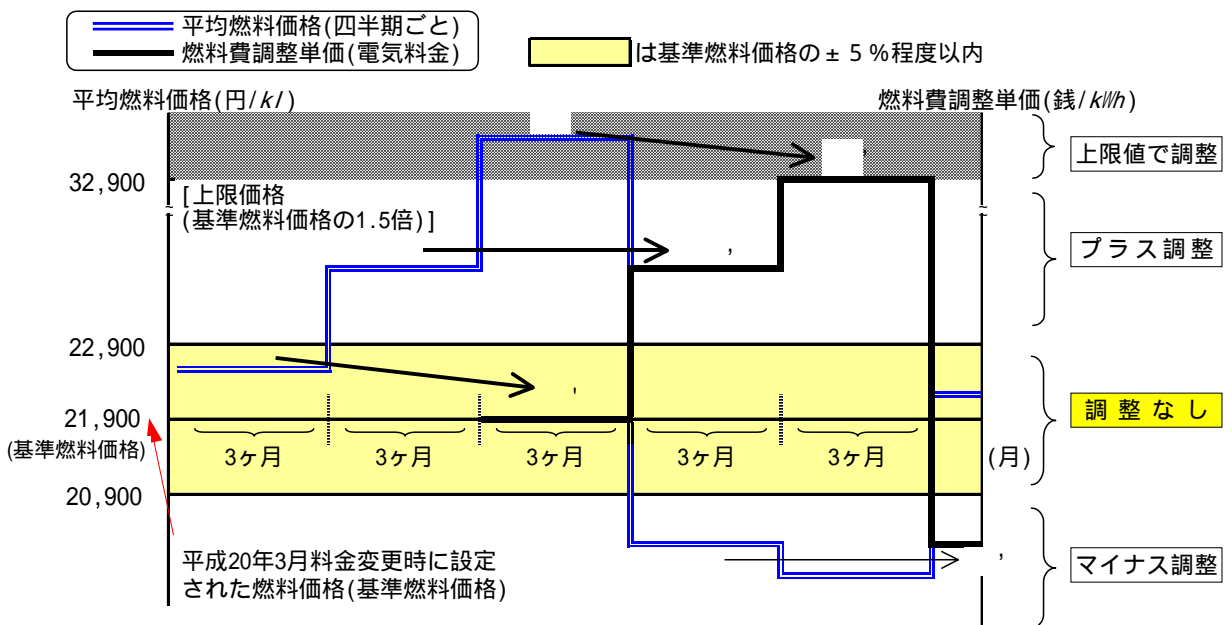 平均燃料価格(四半期ごと)
燃料費調整単価(電気料金)
は基準燃料価格の±5%程度以内
平均燃料価格(円/kl)
燃料費調整単価(銭/kWh)
上限値で調整
32,900
[上限価格
(基準燃料価格の1.5倍)]
プラス調整
22,900
21,900
(基準燃料価格)
調整なし
3ヶ月
3ヶ月
3ヶ月
3ヶ月
3ヶ月
(月)
20,900
平成20年3月料金変更時に設定
された燃料価格(基準燃料価格)
マイナス調整